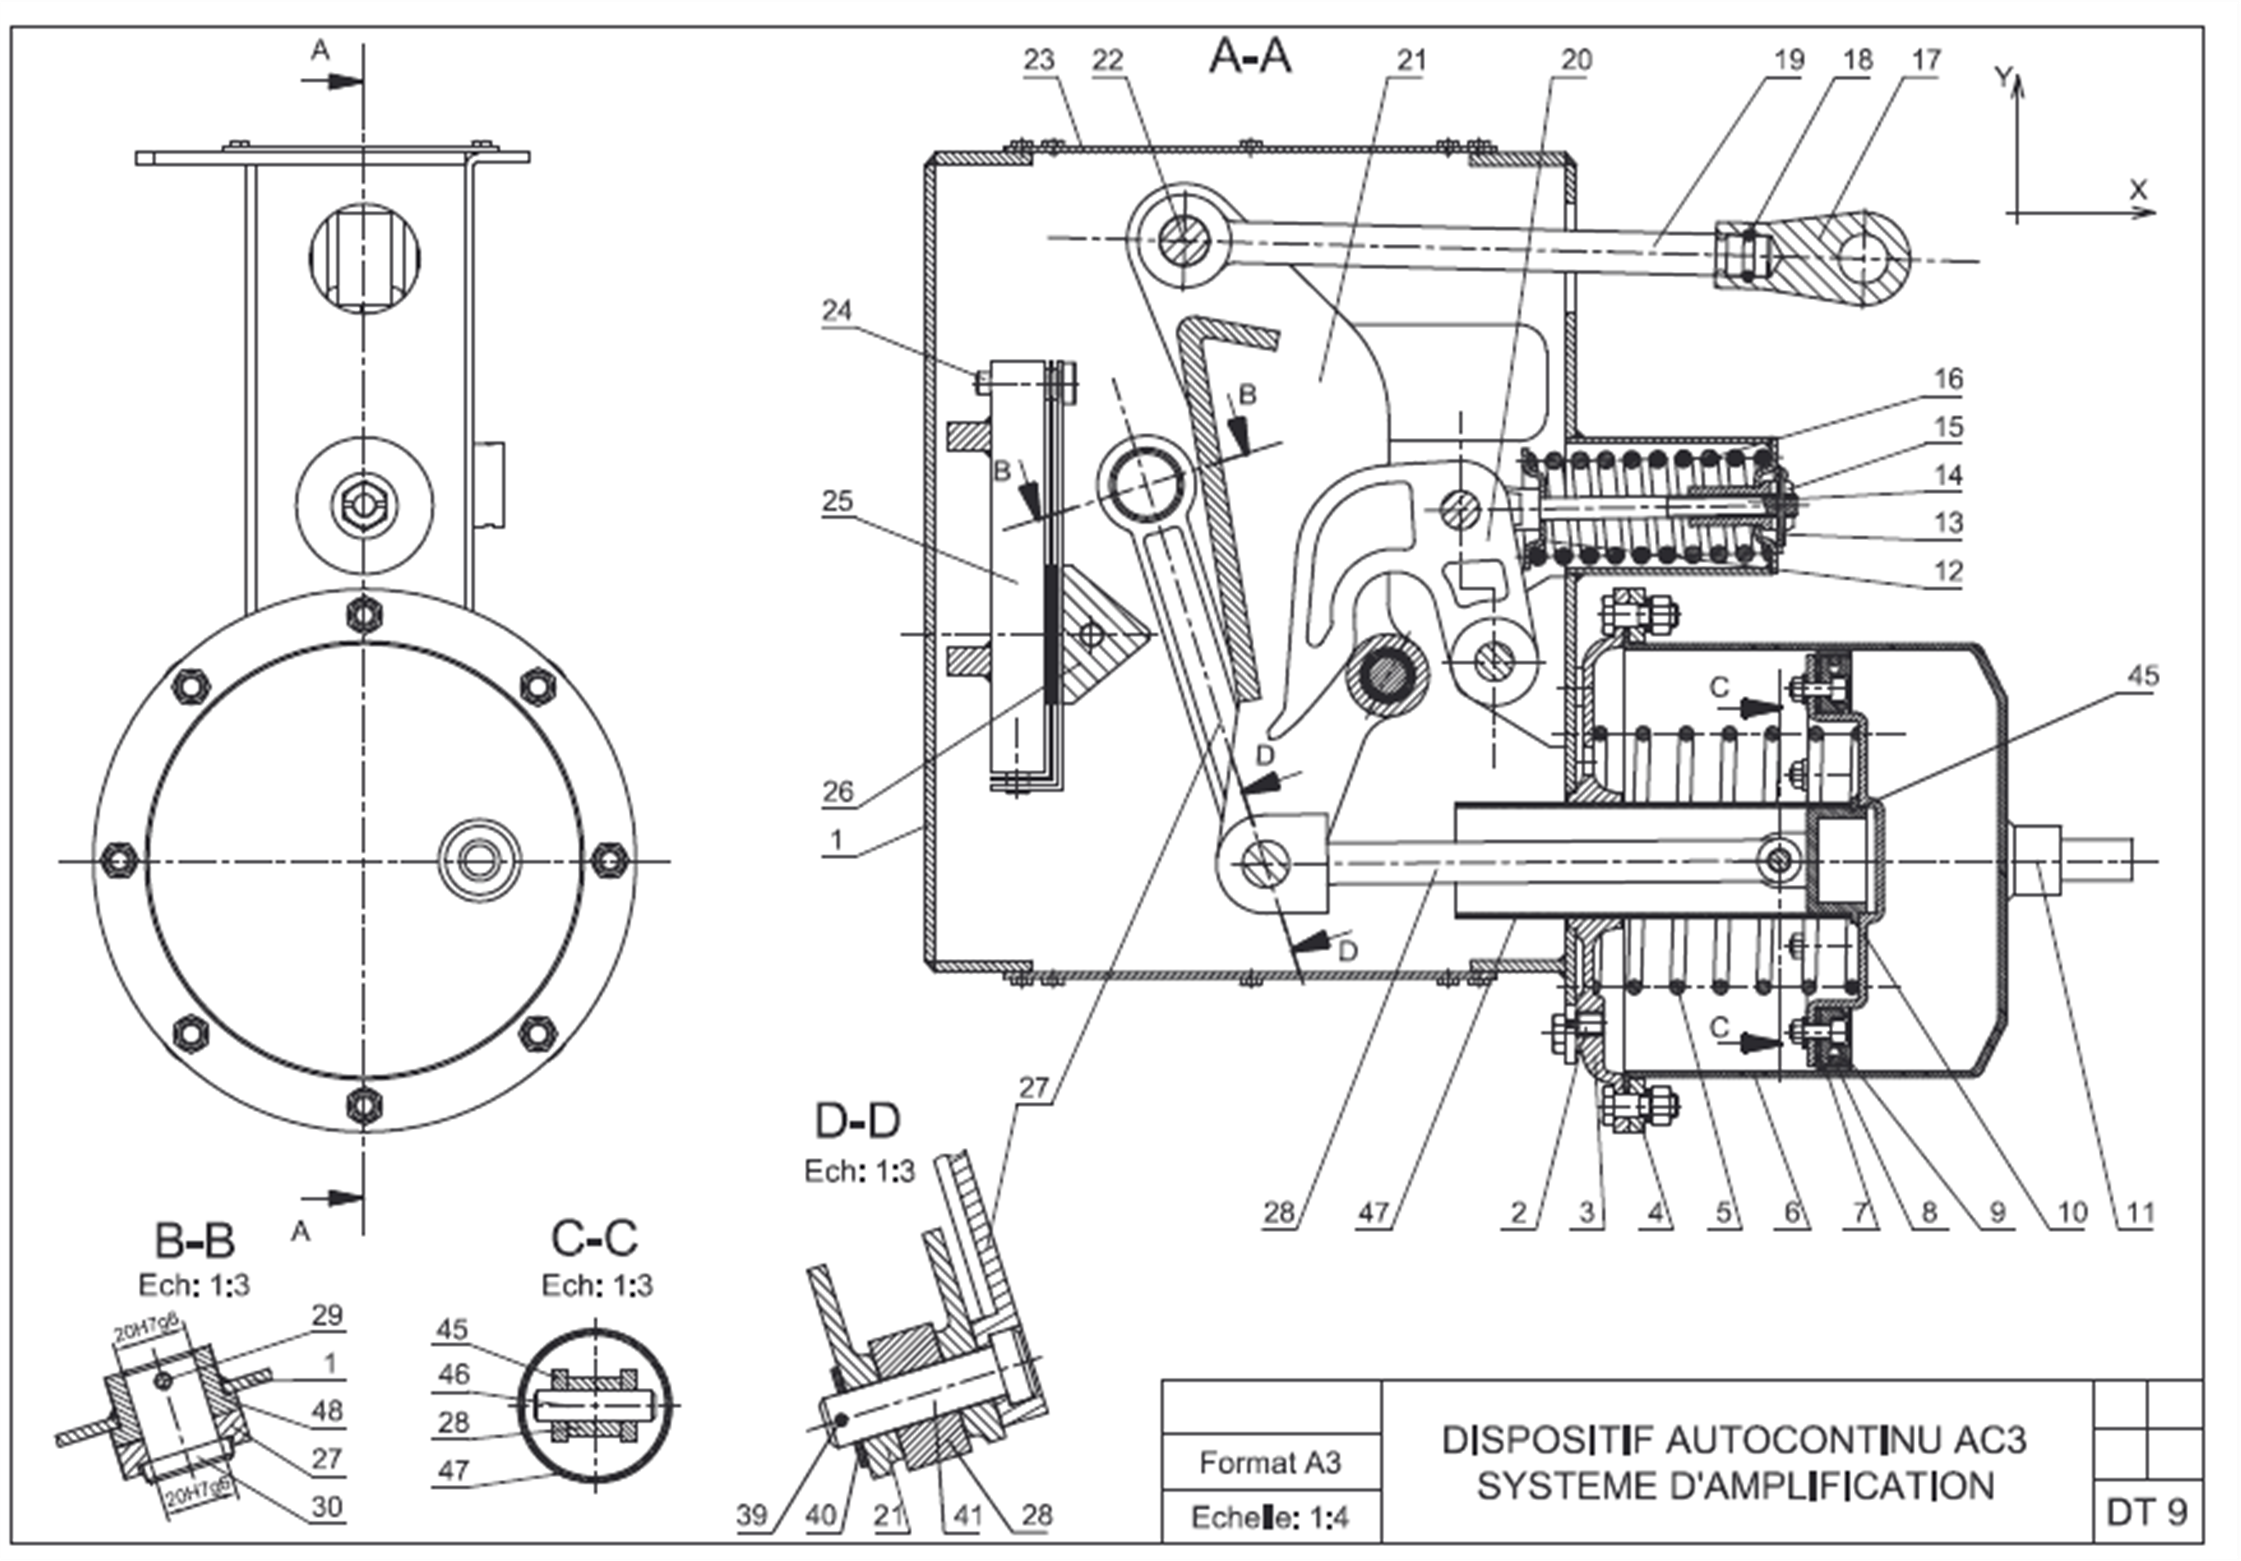 A
A-A
23
22
21
20
19
18
17
Y
X
24
B
B
16
15
14
13
12
25
C
45
D
26
1
D
C
27
D-D
Ech: 1:3
28
47
2
3
4
5
6
7
8
9
10
11
A
B-B
Ech: 1:3
C-C
Ech: 1:3
20H7g6
29
1
48
27
30
20H7g6
45
46
28
47
39
40
21
41
28
Format A3
Echelle: 1:4
DISPOSITIF AUTOCONTINU AC3
SYSTEME D'AMPLIFICATION
DT 9